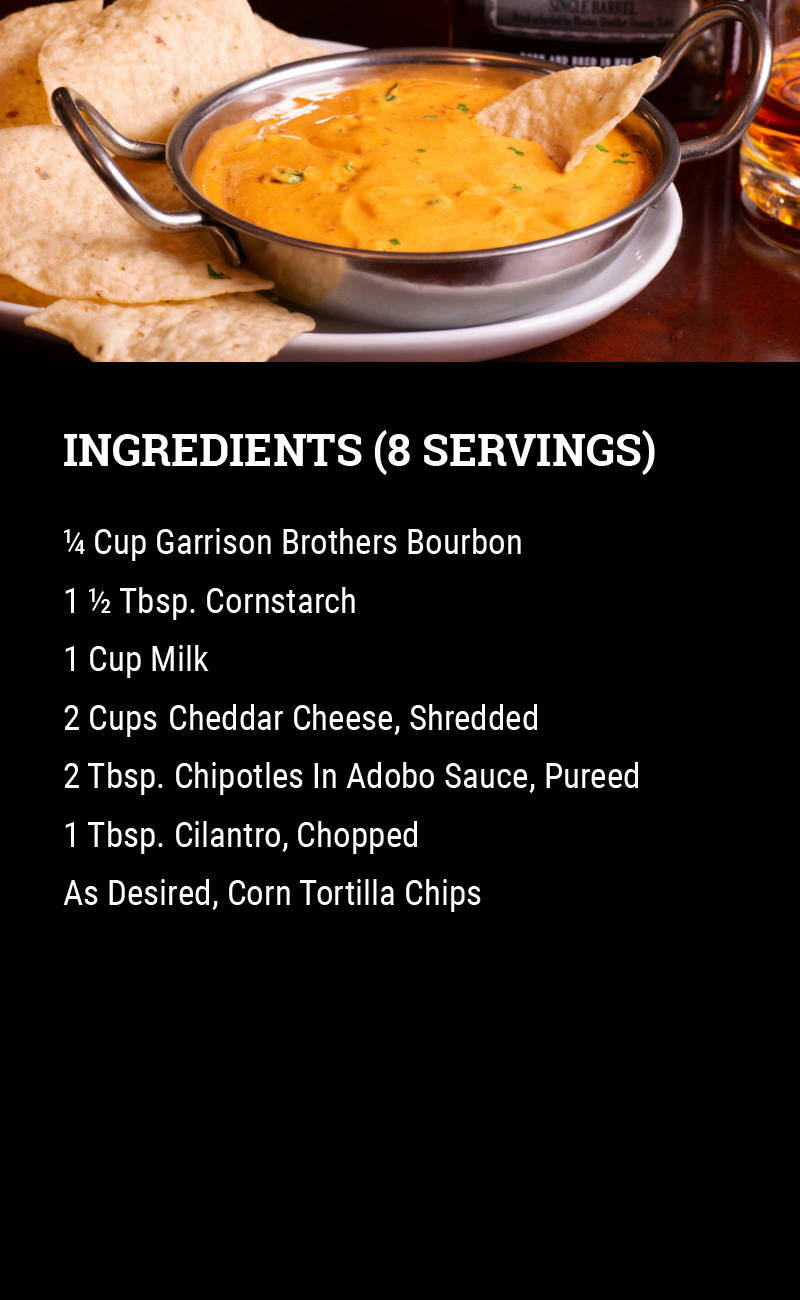 SINGLE BARREL
INGREDIENTS (8 SERVINGS)
¼ Cup Garrison Brothers Bourbon
1 ½ Tbsp. Cornstarch
1 Cup Milk
2 Cups Cheddar Cheese, Shredded
2 Tbsp. Chipotles In Adobo Sauce, Pureed
1 Tbsp. Cilantro, Chopped
As Desired, Corn Tortilla Chips